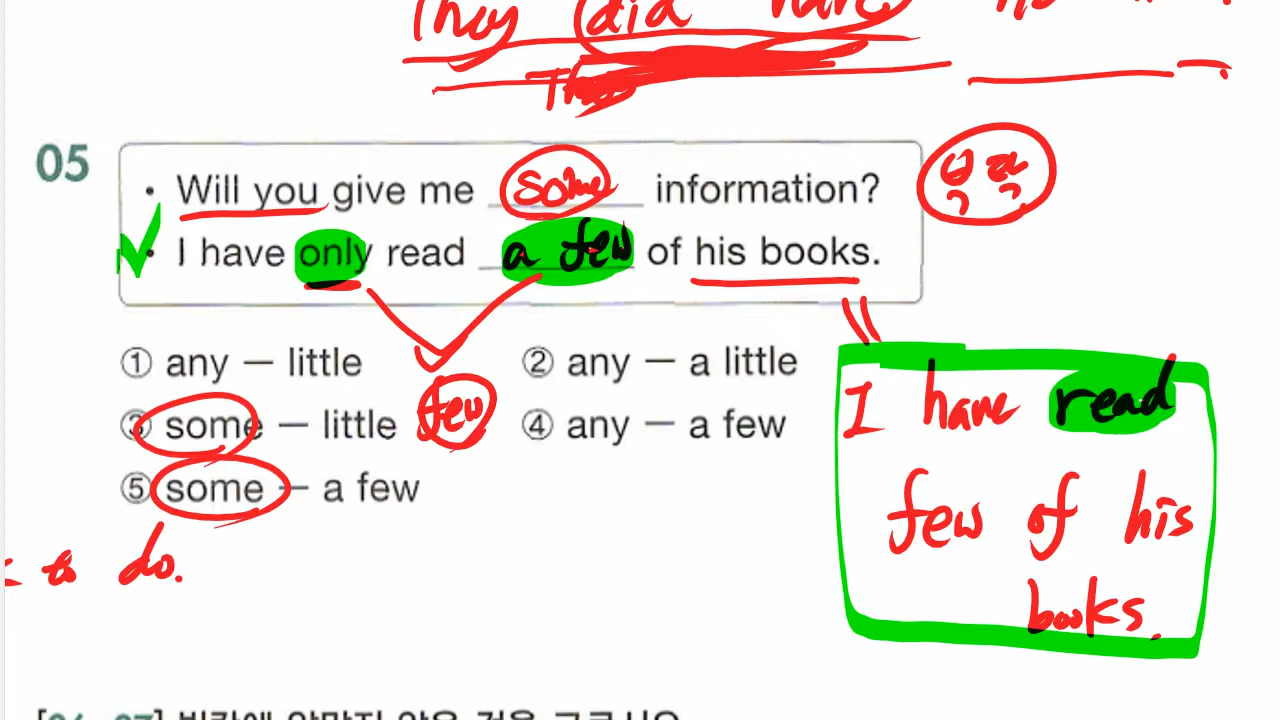 They did have
05
• Will you give me some information?
• I have only read a few of his books.
① any — little ② any — a little
③ some — little few ④ any — a few
⑤ some — a few
I have read
few of his
books.
to do.